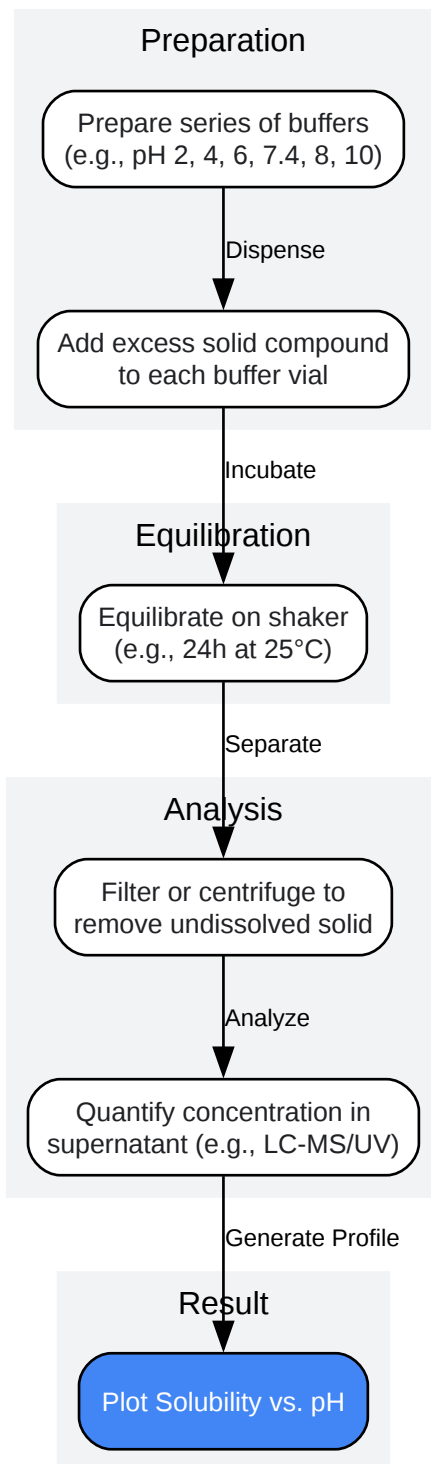 Preparation
Prepare series of buffers
(e.g., pH 2, 4, 6, 7.4, 8, 10)
Dispense
Add excess solid compound
to each buffer vial
Incubate
Equilibration
Equilibrate on shaker
(e.g., 24h at 25°C)
Separate
Analysis
Filter or centrifuge to
remove undissolved solid
Analyze
Quantify concentration in
supernatant (e.g., LC-MS/UV)
Generate Profile
Result
Plot Solubility vs. pH